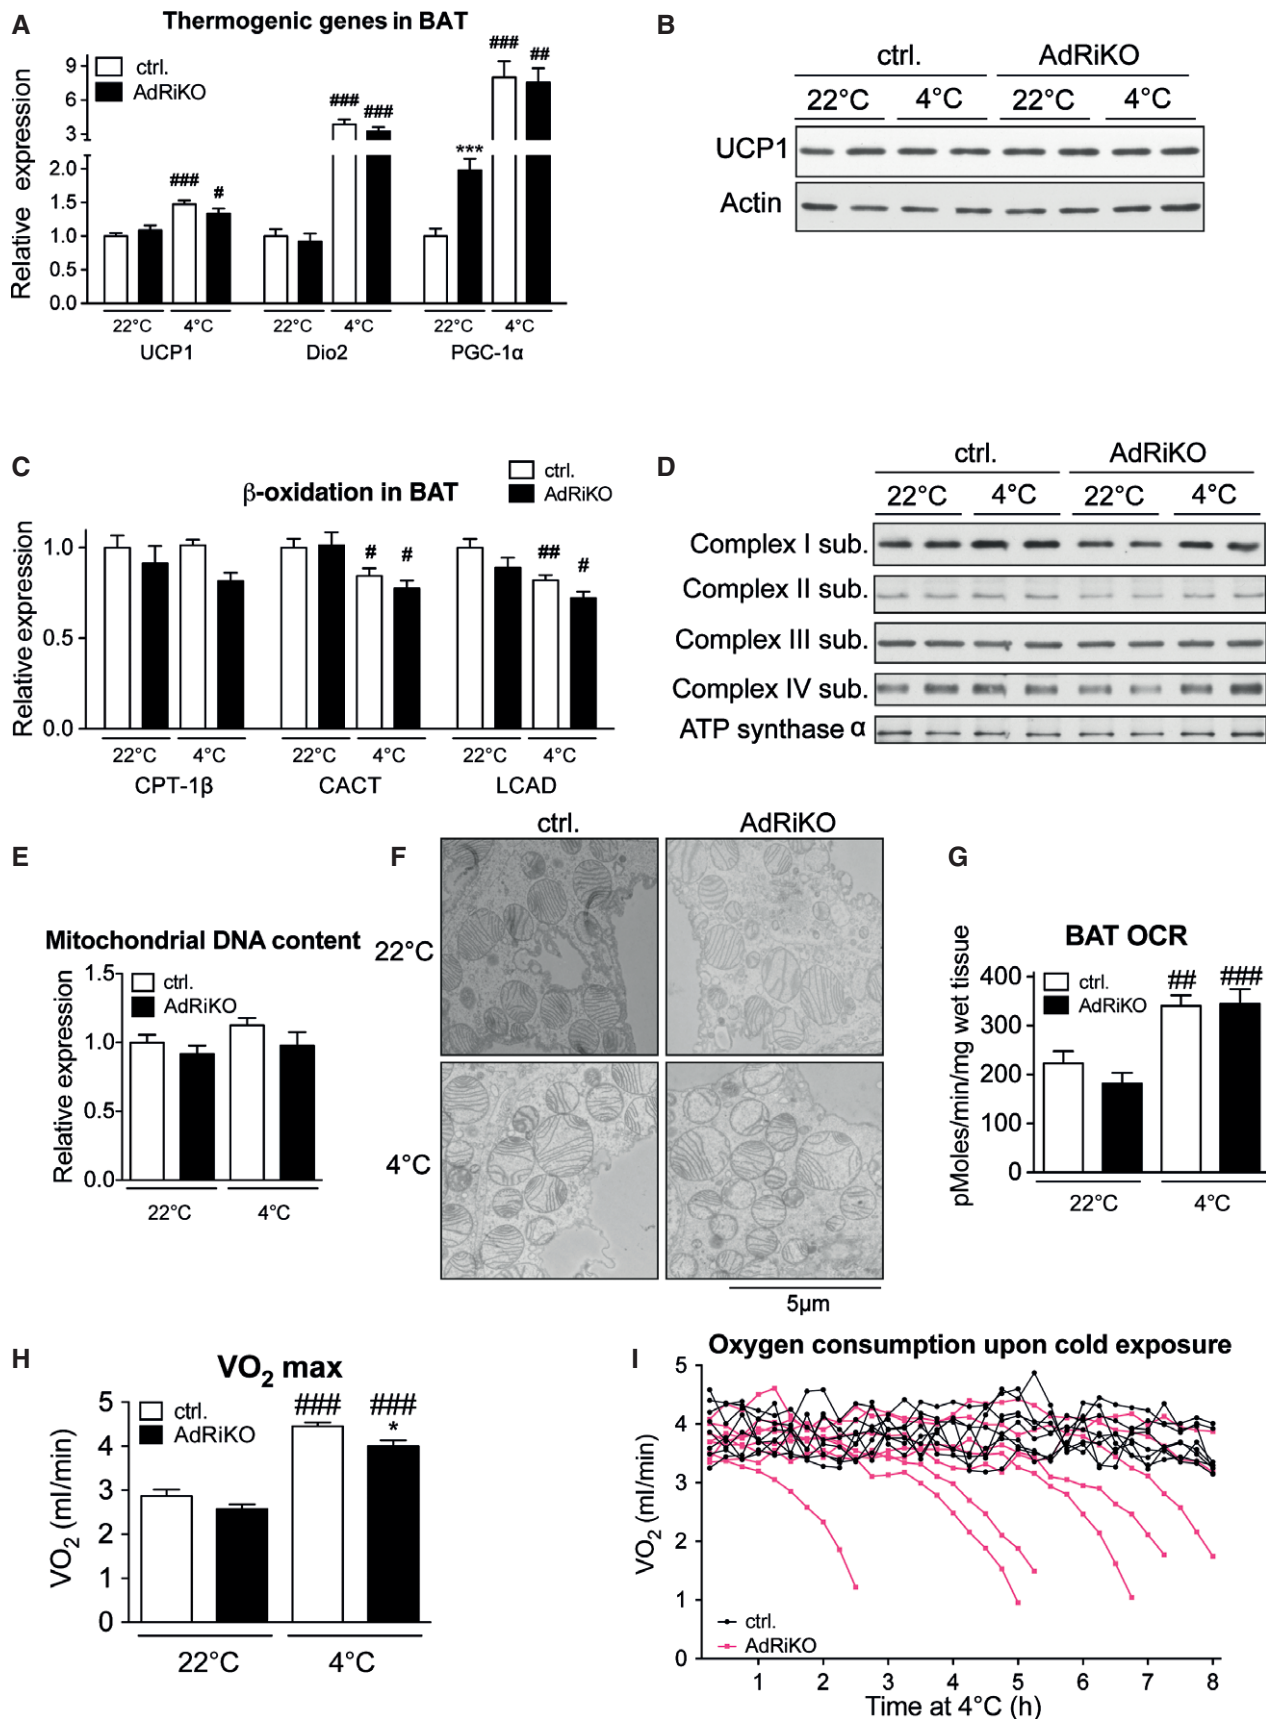 A
Thermogenic genes in BAT
ctrl.
AdRiKO
Relative expression
9
6
3
2.0
1.5
1.0
0.5
0.0
### # ### ### *** ### ##
22°C 4°C 22°C 4°C 22°C 4°C
UCP1 Dio2 PGC-1α
B
ctrl. AdRiKO
22°C 4°C 22°C 4°C
UCP1
Actin
C
β-oxidation in BAT
ctrl.
AdRiKO
Relative expression
1.0
0.5
0.0
# # ## #
22°C 4°C 22°C 4°C 22°C 4°C
CPT-1β CACT LCAD
D
ctrl. AdRiKO
22°C 4°C 22°C 4°C
Complex I sub.
Complex II sub.
Complex III sub.
Complex IV sub.
ATP synthase α
E
Mitochondrial DNA content
ctrl.
AdRiKO
Relative expression
1.5
1.0
0.5
0.0
22°C 4°C
F
ctrl. AdRiKO
22°C
4°C
5µm
G
BAT OCR
ctrl.
AdRiKO
pMoles/min/mg wet tissue
400
300
200
100
0
## ###
22°C 4°C
H
VO2 max
ctrl.
AdRiKO
VO2 (ml/min)
5
4
3
2
1
0
### ###
*
22°C 4°C
I
Oxygen consumption upon cold exposure
VO2 (ml/min)
5
4
3
2
1
0
ctrl.
AdRiKO
1 2 3 4 5 6 7 8
Time at 4°C (h)